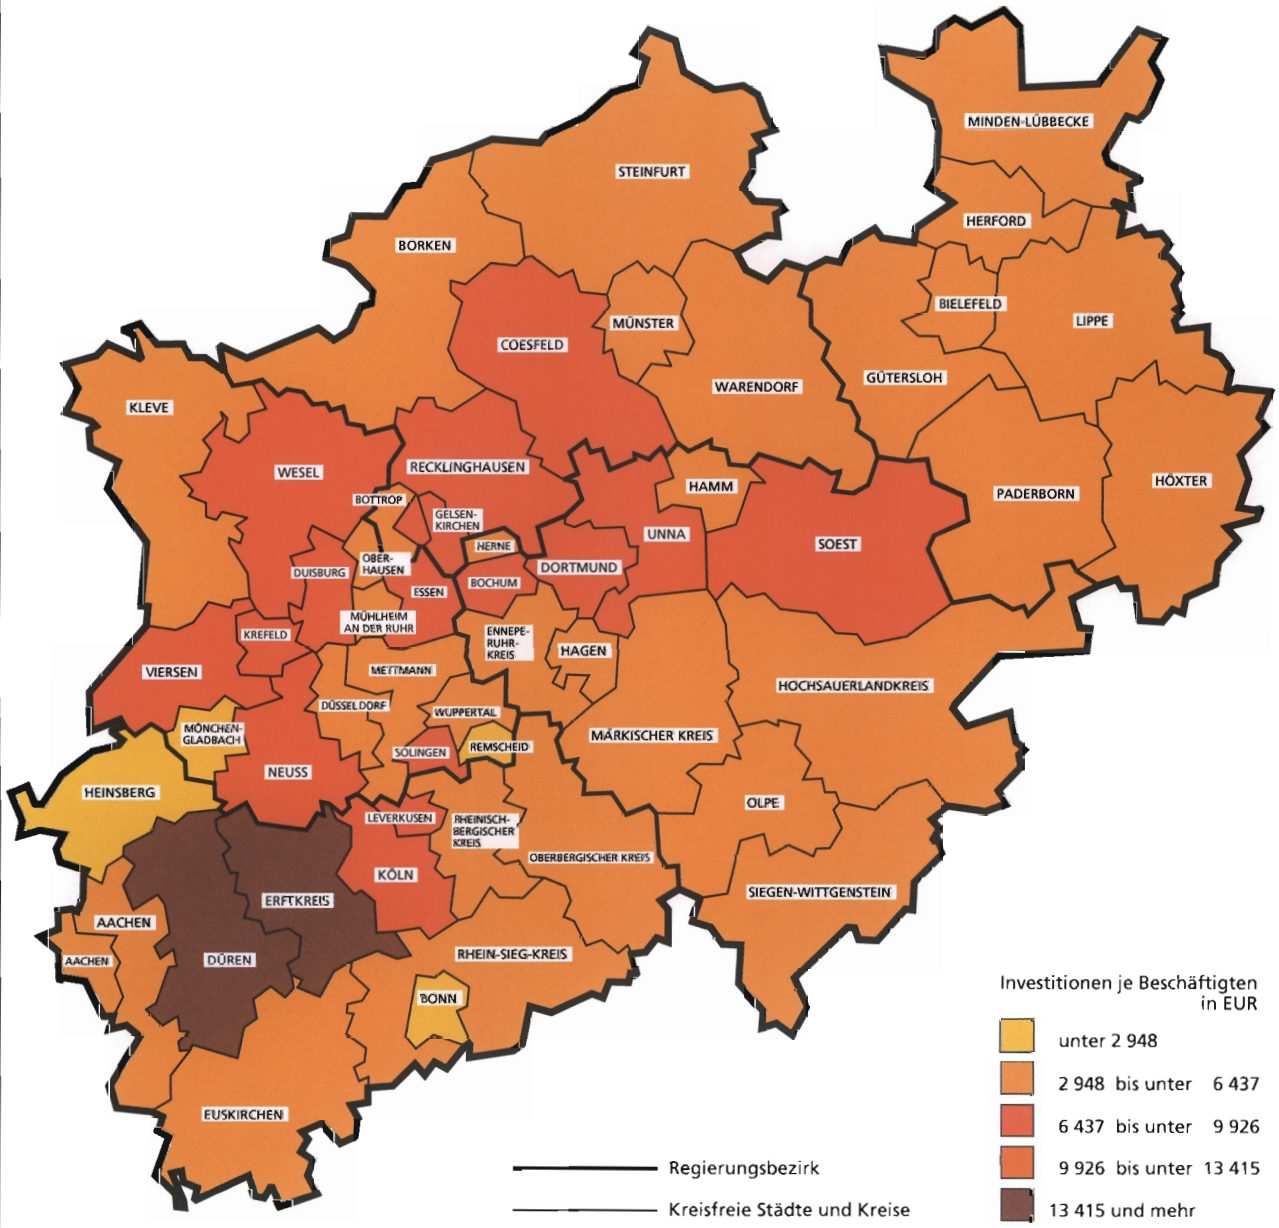 MINDEN-LÜBBECKE
STEINFURT
HERFORD
BORKEN
BIELEFELD
LIPPE
MÜNSTER
COESFELD
GÜTERSLOH
WARENDORF
KLEVE
RECKLINGHAUSEN
WESEL
HÖXTER
HAMM
PADERBORN
BOTTROP
GELSEN-
KIRCHEN
UNNA
SOEST
HERNE
OBER-
HAUSEN
DORTMUND
DUISBURG
BOCHUM
ESSEN
MÜHLHEIM
AN DER RUHR
KREFELD
ENNEPE-
RUHR-
KREIS
HAGEN
VIERSEN
METTMANN
HOCHSAUERLANDKREIS
DÜSSELDORF
WUPPERTAL
MÖNCHEN-
GLADBACH
MÄRKISCHER KREIS
REMSCHEID
SOLINGEN
NEUSS
HEINSBERG
OLPE
LEVERKUSEN
RHEINISCH-
BERGISCHER
KREIS
OBERBERGISCHER KREIS
KÖLN
SIEGEN-WITTGENSTEIN
ERFTKREIS
AACHEN
RHEIN-SIEG-KREIS
AACHEN
DÜREN
BONN
EUSKIRCHEN
Investitionen je Beschäftigten
in EUR
unter 2 948
2 948 bis unter 6 437
6 437 bis unter 9 926
9 926 bis unter 13 415
13 415 und mehr
Regierungsbezirk
Kreisfreie Städte und Kreise